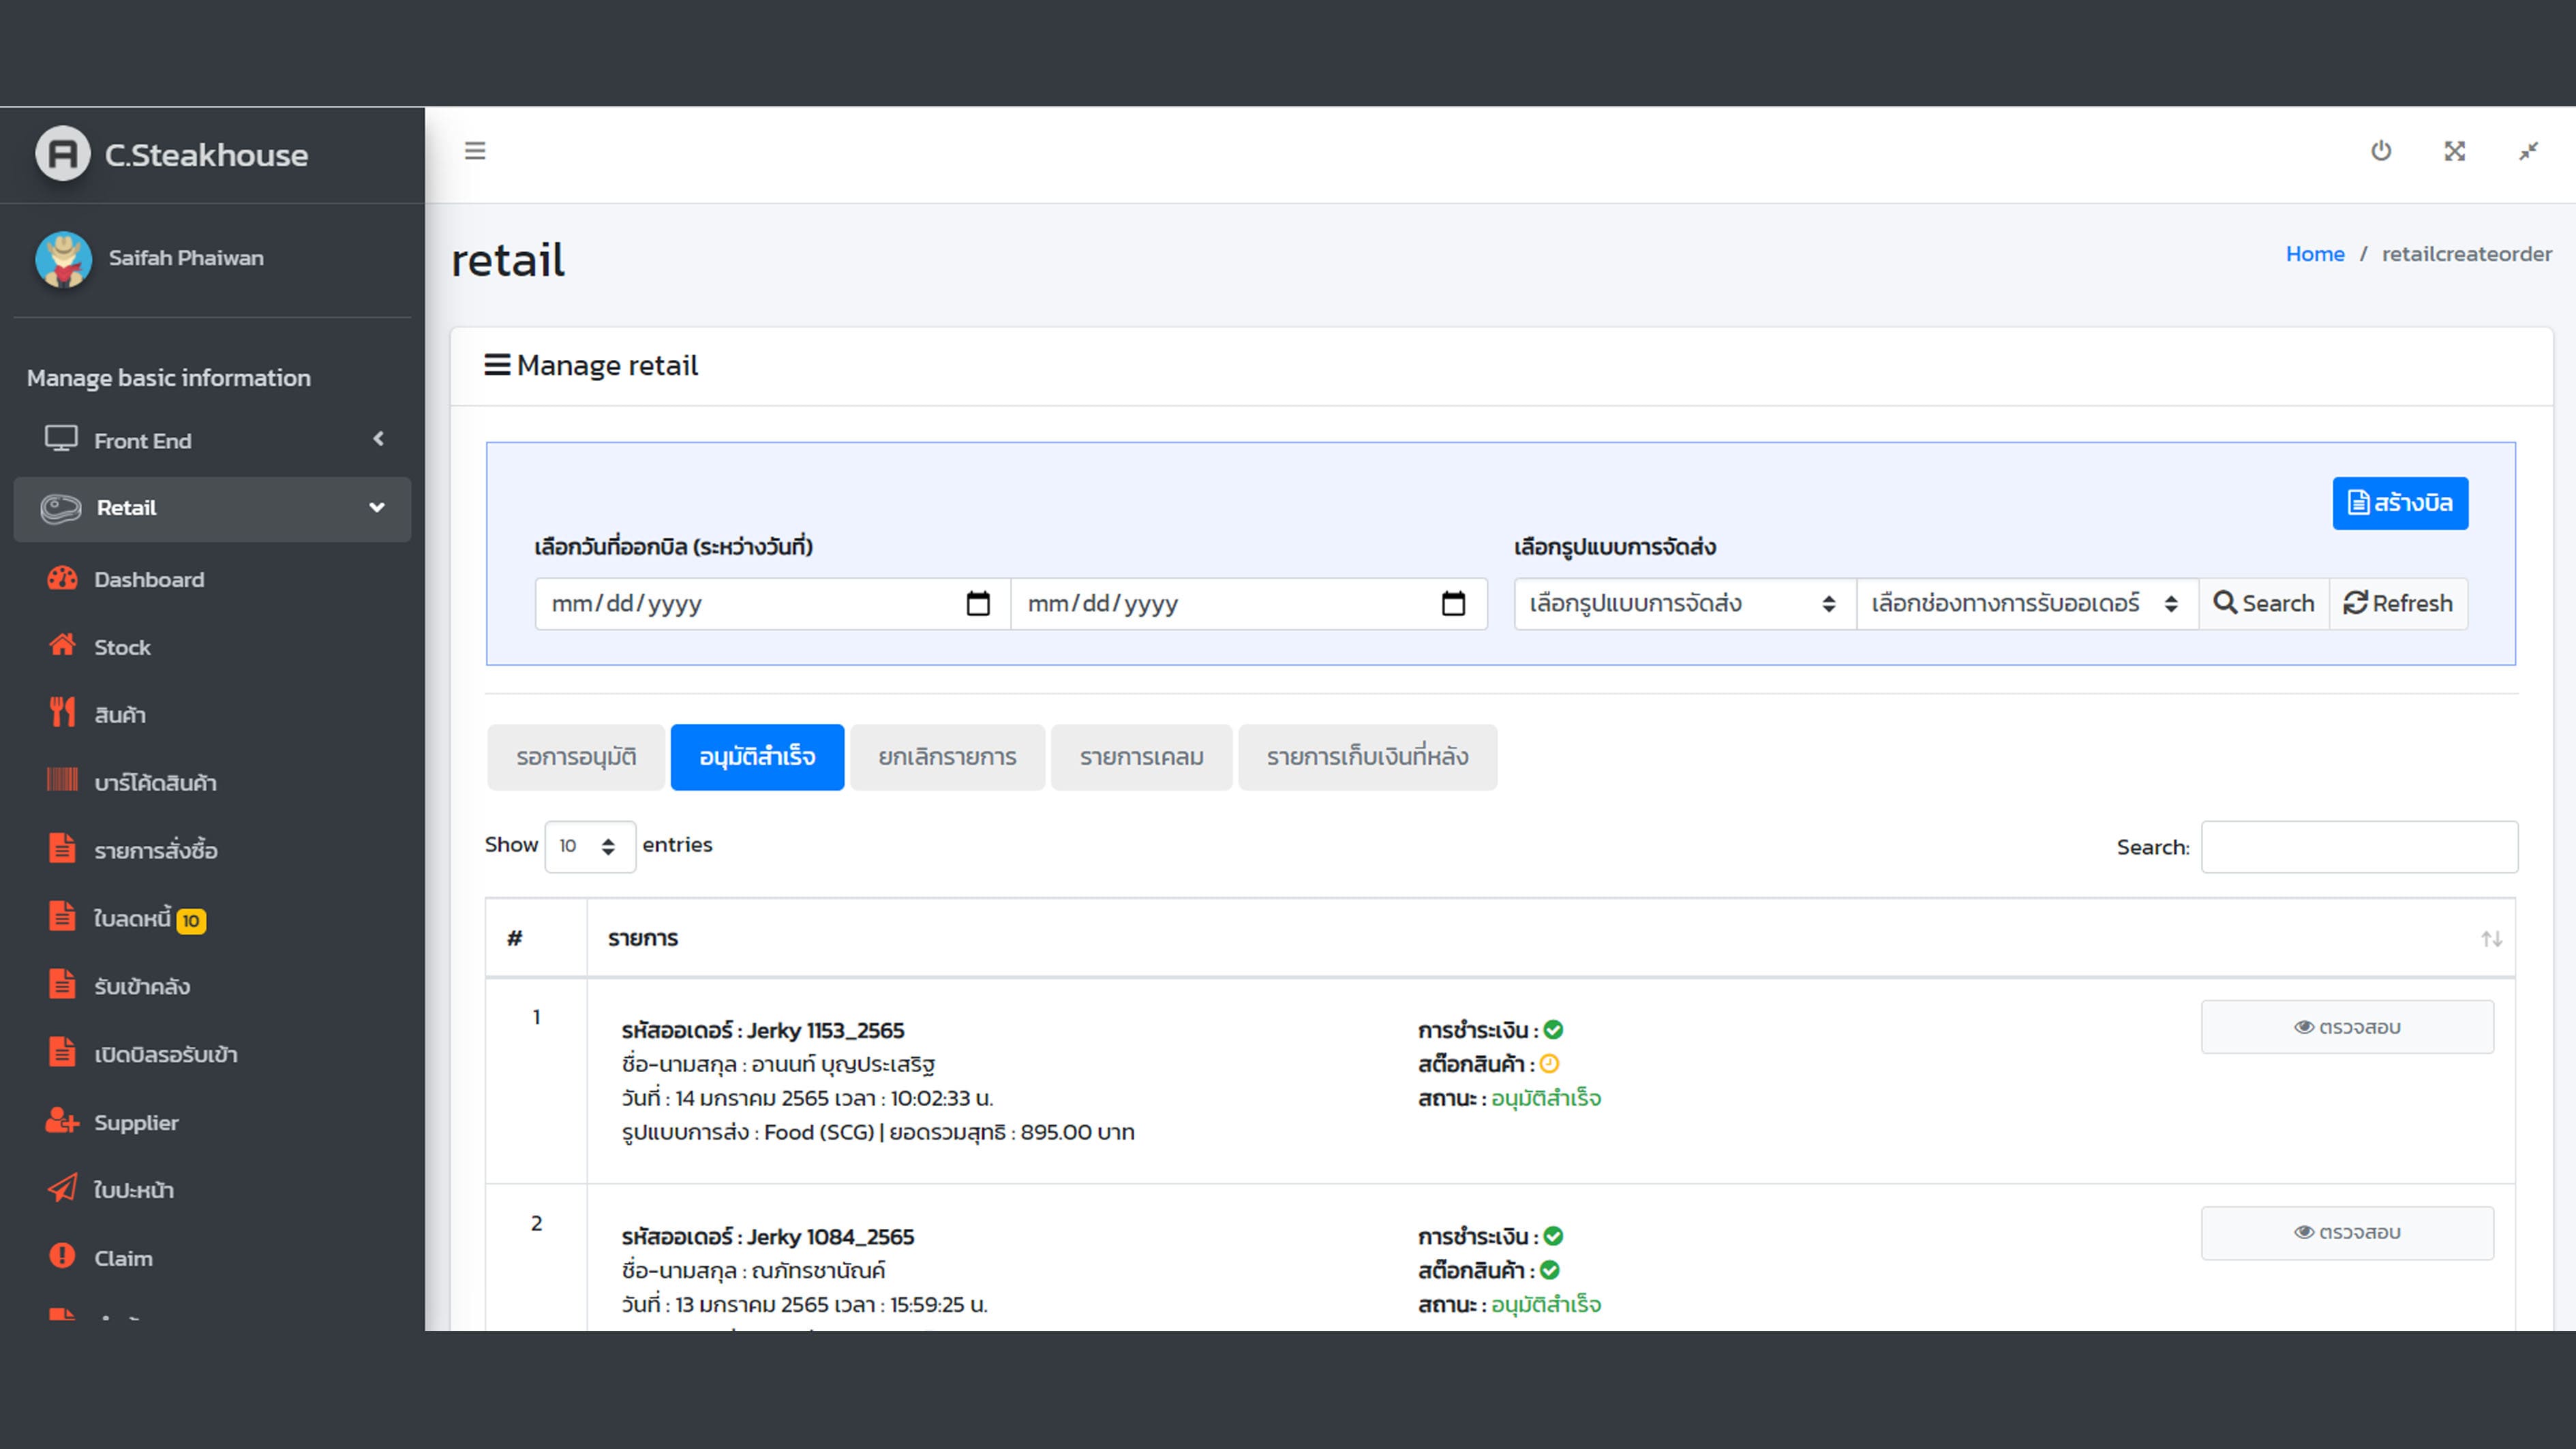 C.Steakhouse
Saifah Phaiwan
Manage basic information
Front End
Retail
Dashboard
Stock
สินค้า
บาร์โค้ดสินค้า
รายการสั่งซื้อ
ใบลดหนี้ 10
รับเข้าคลัง
เปิดบิลรอรับเข้า
Supplier
ใบปะหน้า
Claim
retail
Home / retailcreateorder
Manage retail
สร้างบิล
เลือกวันที่ออกบิล (ระหว่างวันที่)
เลือกรูปแบบการจัดส่ง
mm/dd/yyyy mm/dd/yyyy เลือกรูปแบบการจัดส่ง เลือกช่องทางการรับออเดอร์ Search Refresh
รอการอนุมัติ อนุมัติสำเร็จ ยกเลิกรายการ รายการเคลม รายการเก็บเงินที่หลัง
Show 10 entries Search:
# รายการ
1
รหัสออเดอร์ : Jerky 1153_2565
ชื่อ-นามสกุล : อานนท์ บุญประเสริฐ
วันที่ : 14 มกราคม 2565 เวลา : 10:02:33 น.
รูปแบบการส่ง : Food (SCG) | ยอดรวมสุทธิ : 895.00 บาท
การชำระเงิน :
สต๊อกสินค้า :
สถานะ : อนุมัติสำเร็จ
ตรวจสอบ
2
รหัสออเดอร์ : Jerky 1084_2565
ชื่อ-นามสกุล : ณภัทรชานัณค์
วันที่ : 13 มกราคม 2565 เวลา : 15:59:25 น.
การชำระเงิน :
สต๊อกสินค้า :
สถานะ : อนุมัติสำเร็จ
ตรวจสอบ